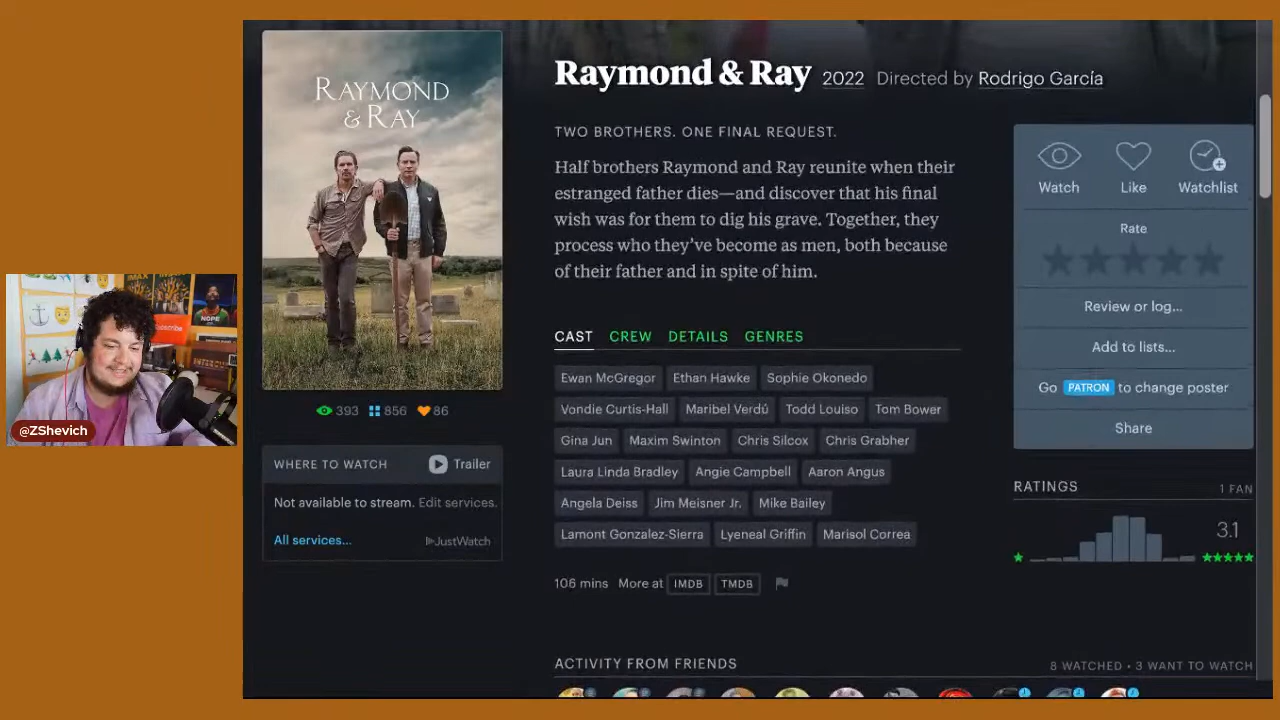 Raymond & Ray 2022 Directed by Rodrigo García
RAYMOND
& RAY
TWO BROTHERS. ONE FINAL REQUEST.
Half brothers Raymond and Ray reunite when their
estranged father dies—and discover that his final
wish was for them to dig his grave. Together, they
process who they've become as men, both because
of their father and in spite of him.
Watch Like Watchlist
Rate
Review or log...
Add to lists...
Go PATRON to change poster
Share
CAST CREW DETAILS GENRES
Ewan McGregor Ethan Hawke Sophie Okonedo
Vondie Curtis-Hall Maribel Verdú Todd Louiso Tom Bower
Gina Jun Maxim Swinton Chris Silcox Chris Grabher
Laura Linda Bradley Angie Campbell Aaron Angus
Angela Deiss Jim Meisner Jr. Mike Bailey
Lamont Gonzalez-Sierra Lyeneal Griffin Marisol Correa
106 mins More at IMDB TMDB
393 856 86
WHERE TO WATCH Trailer
Not available to stream. Edit services.
All services... JustWatch
RATINGS 1 FAN
3.1
ACTIVITY FROM FRIENDS 8 WATCHED • 3 WANT TO WATCH
@ZShevich
IMAX
NOPE